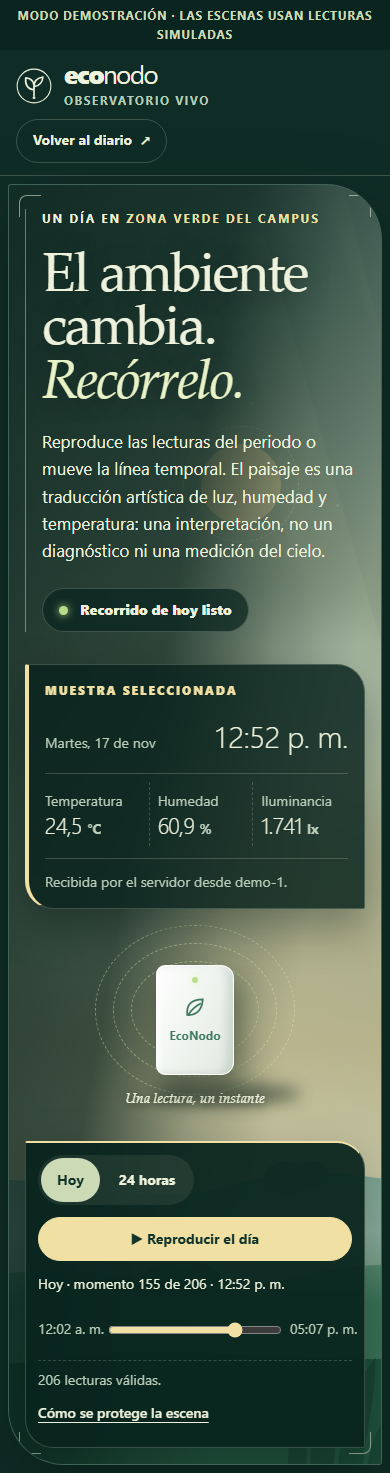 MODO DEMOSTRACIÓN · LAS ESCENAS USAN LECTURAS
SIMULADAS
econodo
OBSERVATORIO VIVO
Volver al diario ↗
UN DÍA EN ZONA VERDE DEL CAMPUS
El ambiente
cambia.
Recórrelo.
Reproduce las lecturas del periodo o
mueve la línea temporal. El paisaje es una
traducción artística de luz, humedad y
temperatura: una interpretación, no un
diagnóstico ni una medición del cielo.
Recorrido de hoy listo
MUESTRA SELECCIONADA
Martes, 17 de nov 12:52 p. m.
Temperatura Humedad Iluminancia
24,5 °C 60,9 % 1.741 lx
Recibida por el servidor desde demo-1.
EcoNodo
Una lectura, un instante
Hoy 24 horas
▶ Reproducir el día
Hoy · momento 155 de 206 · 12:52 p. m.
12:02 a. m. 05:07 p. m.
206 lecturas válidas.
Cómo se protege la escena